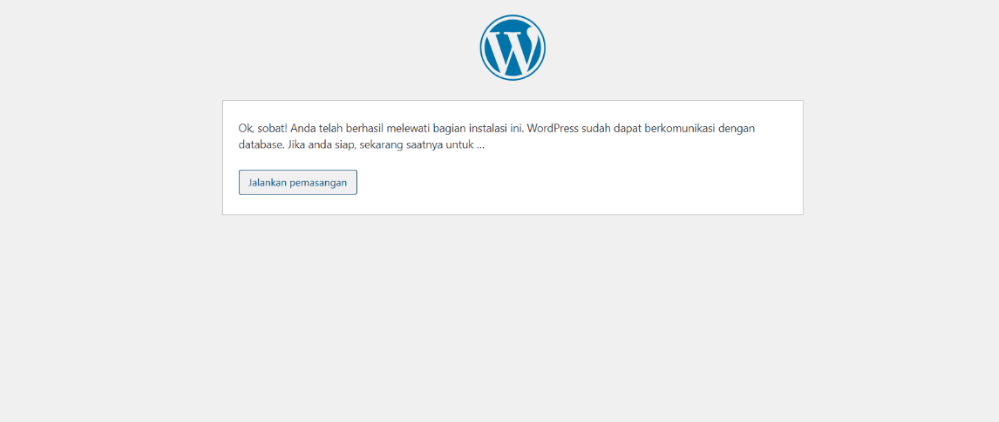 Ok, sobat! Anda telah berhasil melewati bagian instalasi ini. WordPress sudah dapat berkomunikasi dengan
database. Jika anda siap, sekarang saatnya untuk …
Jalankan pemasangan